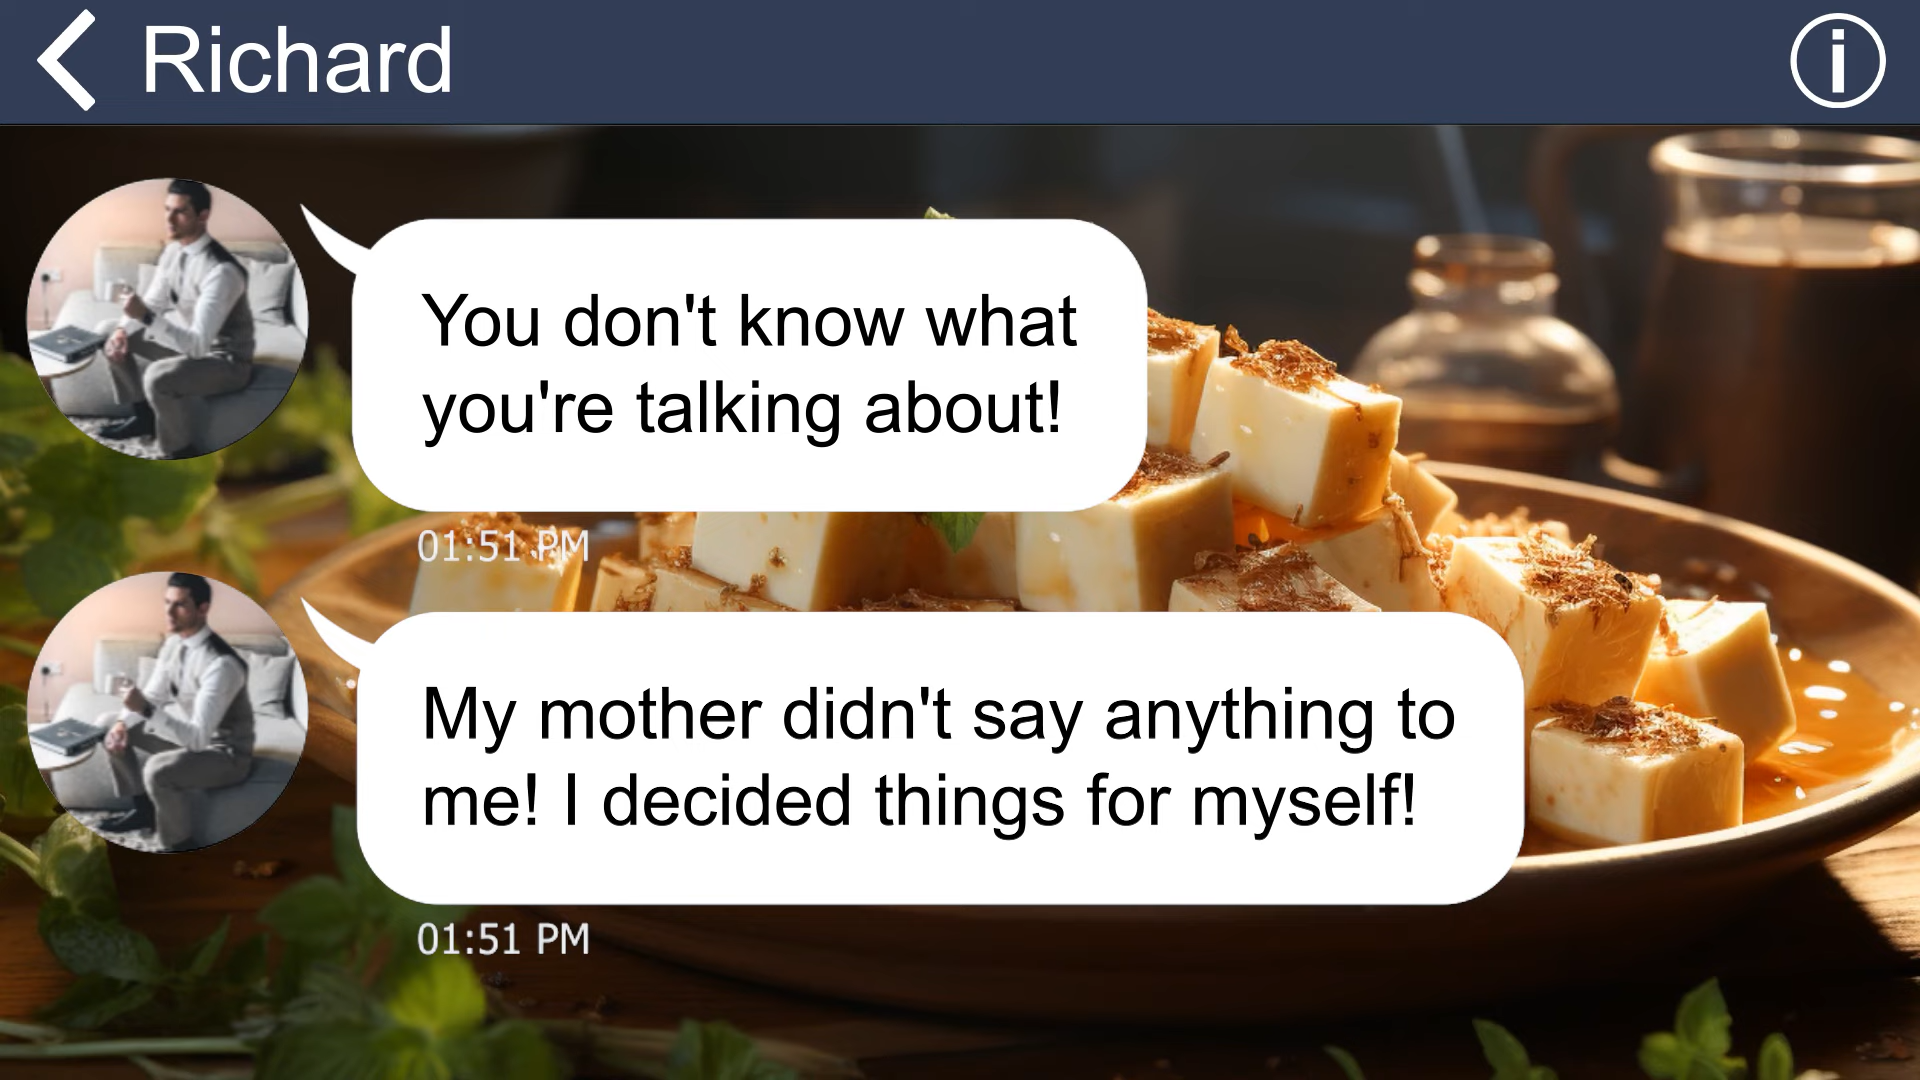 Richard
You don't know what
you're talking about!
01:51 PM
My mother didn't say anything to
me! I decided things for myself!
01:51 PM